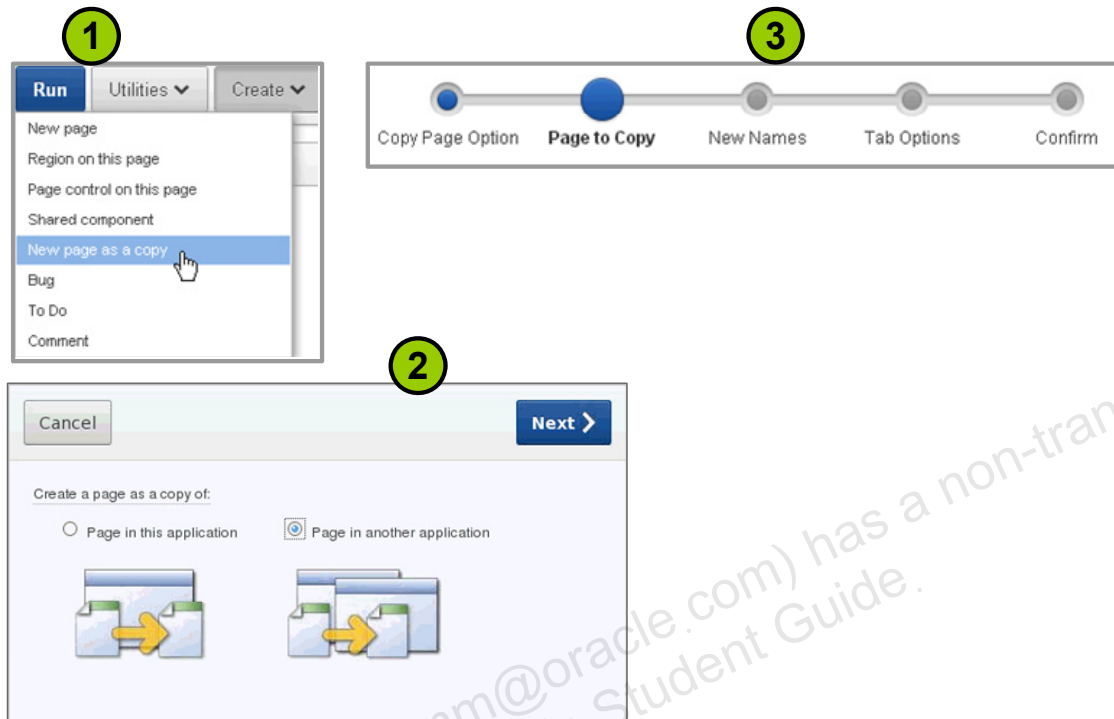 1
Run Utilities Create
New page
Region on this page
Page control on this page
Shared component
New page as a copy
Bug
To Do
Comment
3
Copy Page Option Page to Copy New Names Tab Options Confirm
2
Cancel Next
Create a page as a copy of:
Page in this application Page in another application
oracle.com) has a non-tran
Student Guide.